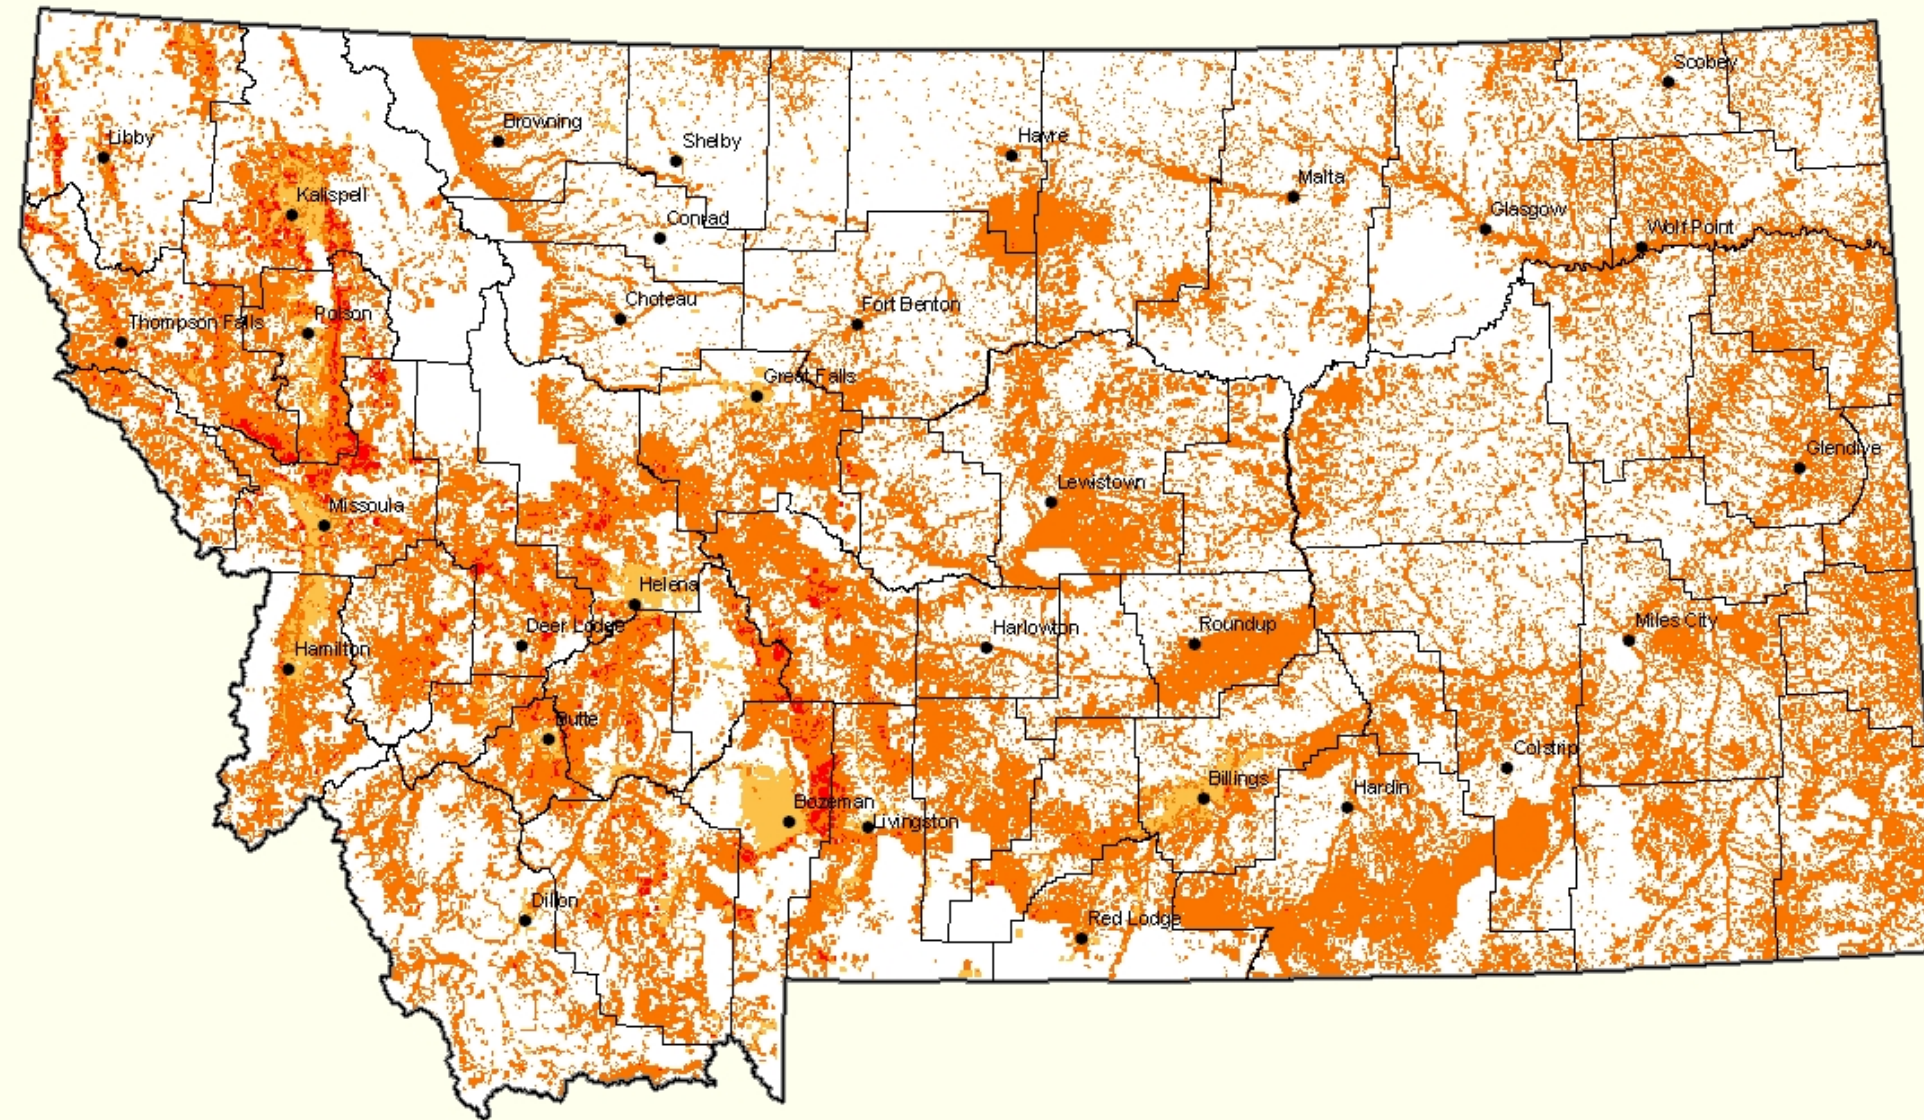 Scobey
Browning
Libby
Shelby
Havre
Malta
Kalispell
Conrad
Glasgow
Wolf Point
Choteau
Fort Benton
Thompson Falls
Polson
Great Falls
Glendive
Lewistown
Missoula
Helena
Deer Lodge
Harlowton
Roundup
Miles City
Hamilton
Butte
Colstrip
Billings
Hardin
Bozeman
Livingston
Dillon
Red Lodge